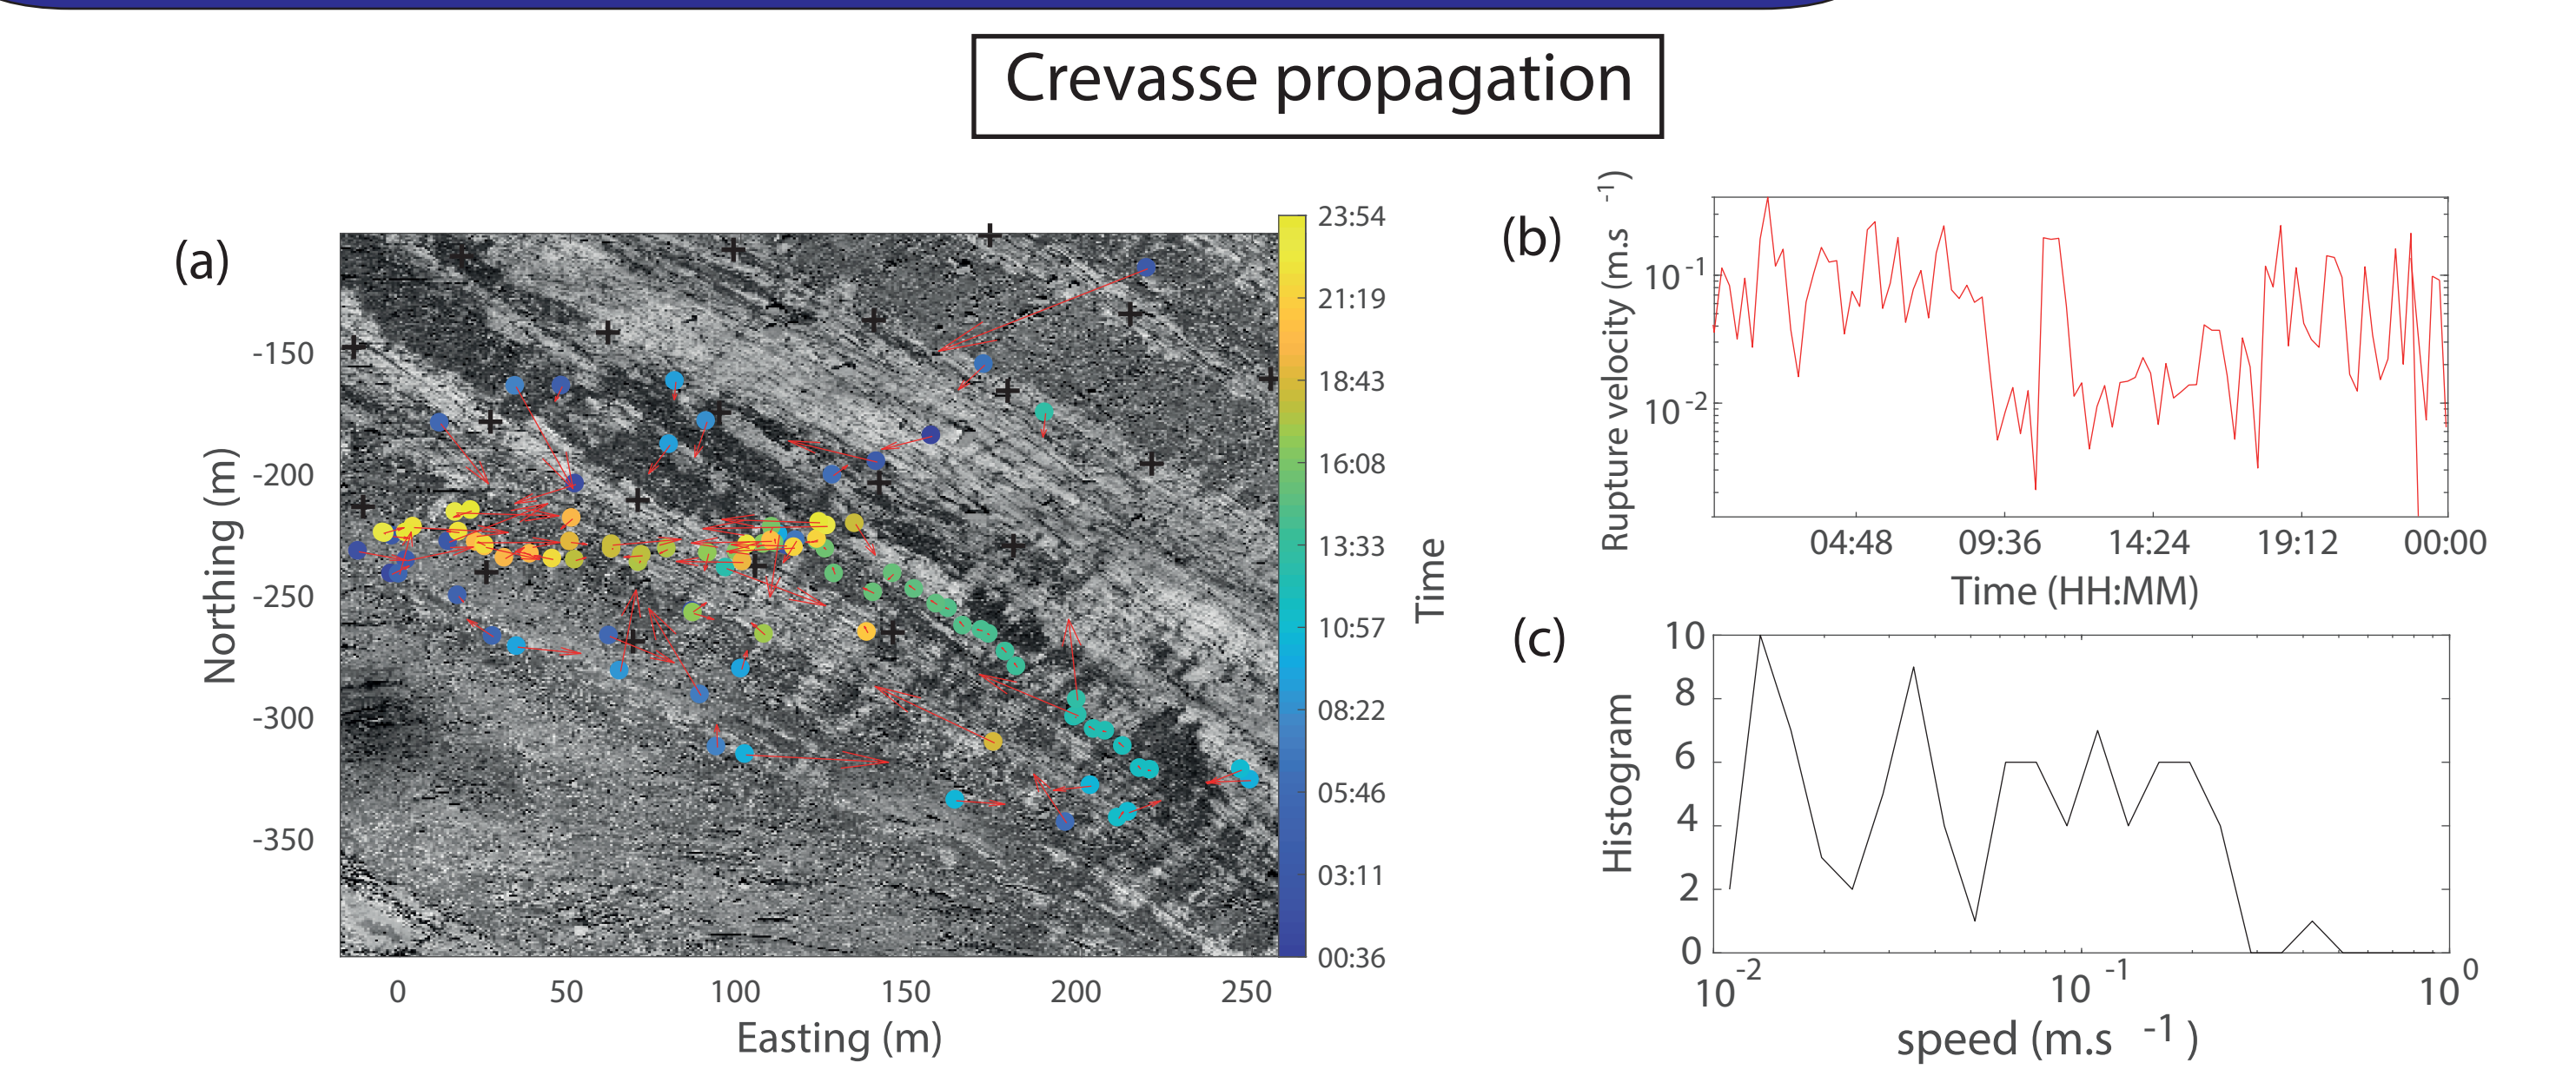 Crevasse propagation
(a)
-150
-200
-250
-300
-350
Northing (m)
0 50 100 150 200 250
Easting (m)
23:54
21:19
18:43
16:08
13:33
10:57
08:22
05:46
03:11
00:36
Time
(b)
Rupture velocity (m.s -1)
10-1
10-2
04:48 09:36 14:24 19:12 00:00
Time (HH:MM)
(c)
Histogram
10
8
6
4
2
0
10-2 10-1 100
speed (m.s -1 )